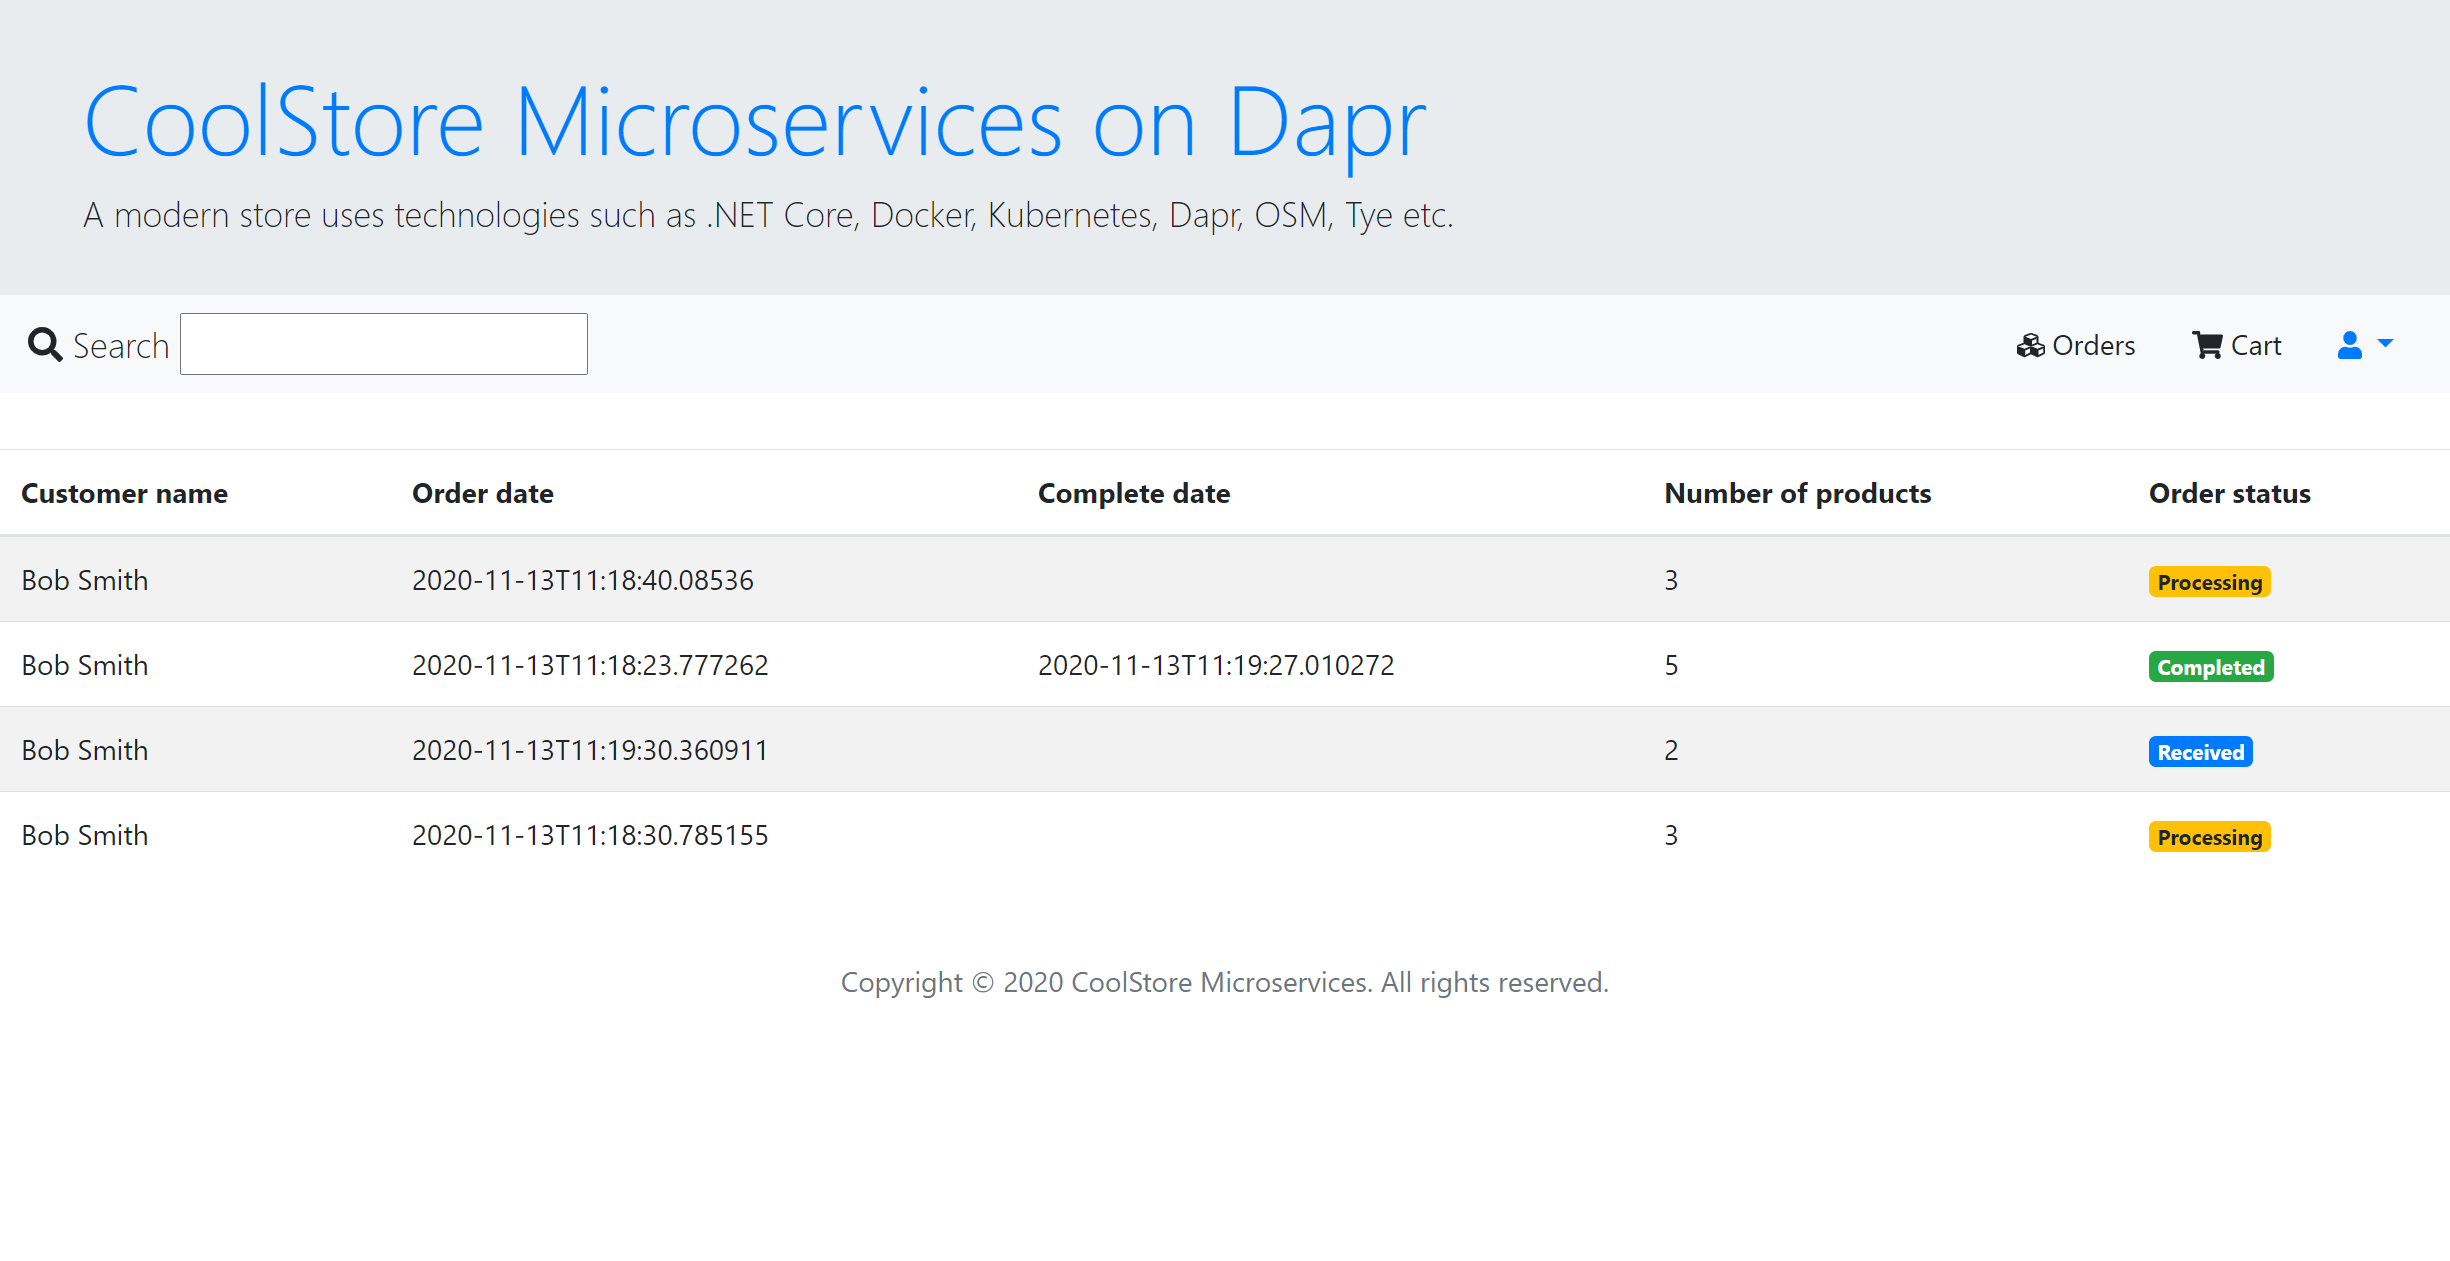 CoolStore Microservices on Dapr
A modern store uses technologies such as .NET Core, Docker, Kubernetes, Dapr, OSM, Tye etc.
Search Orders Cart
Customer name Order date Complete date Number of products Order status
Bob Smith 2020-11-13T11:18:40.08536 3 Processing
Bob Smith 2020-11-13T11:18:23.777262 2020-11-13T11:19:27.010272 5 Completed
Bob Smith 2020-11-13T11:19:30.360911 2 Received
Bob Smith 2020-11-13T11:18:30.785155 3 Processing
Copyright © 2020 CoolStore Microservices. All rights reserved.